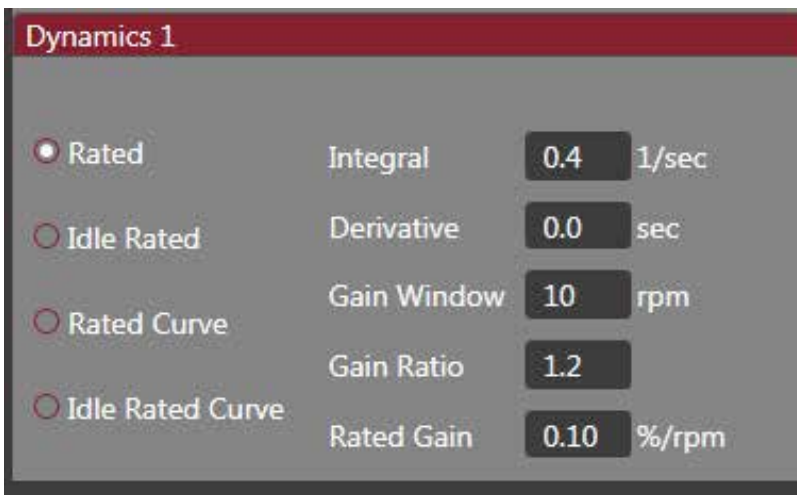 Dynamics 1
Rated
Integral 0.4 1/sec
Idle Rated
Derivative 0.0 sec
Gain Window 10 rpm
Rated Curve
Gain Ratio 1.2
Idle Rated Curve
Rated Gain 0.10 %/rpm